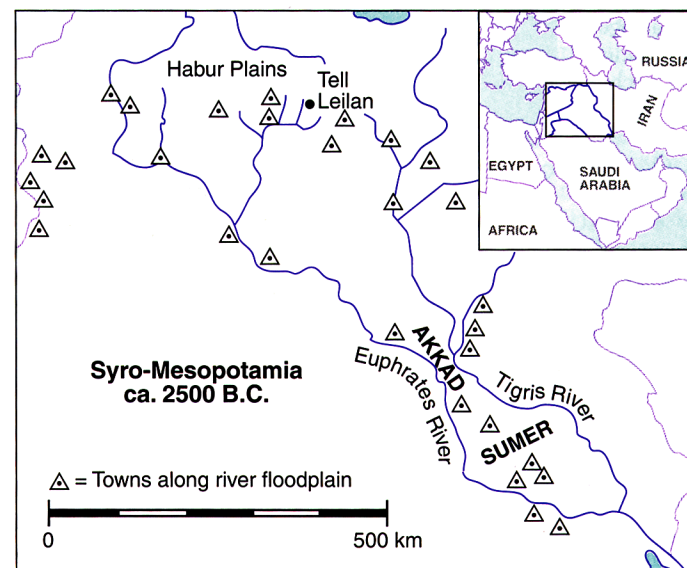 Habur Plains
Tell
Leilan
RUSSIA
IRAN
EGYPT
SAUDI
ARABIA
AFRICA
Syro-Mesopotamia
ca. 2500 B.C.
AKKAD
Euphrates River
Tigris River
SUMER
= Towns along river floodplain
0
500 km